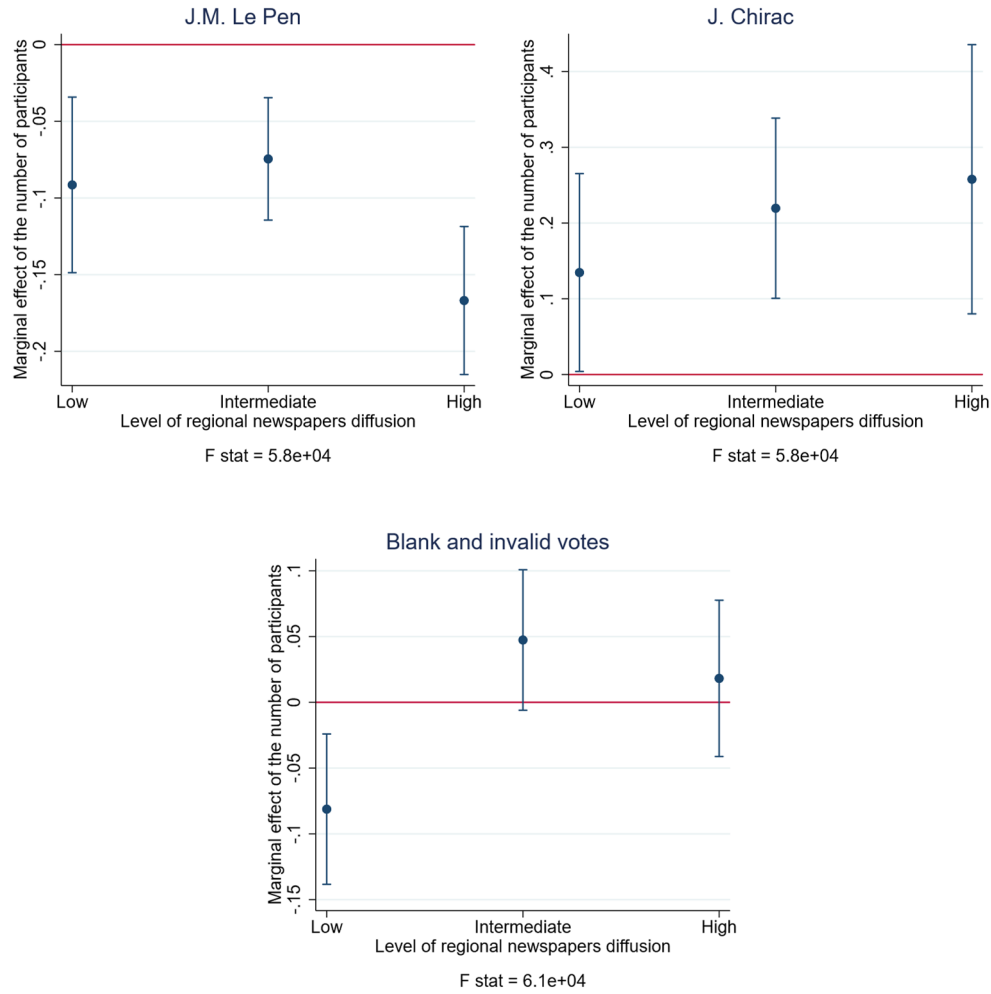 J.M. Le Pen
Marginal effect of the number of participants
0
-.05
-.1
-.15
-.2
Low
Intermediate
High
Level of regional newspapers diffusion
F stat = 5.8e+04
J. Chirac
Marginal effect of the number of participants
.4
.3
.2
.1
0
Low
Intermediate
High
Level of regional newspapers diffusion
F stat = 5.8e+04
Blank and invalid votes
Marginal effect of the number of participants
.1
.05
0
-.05
-.1
-.15
Low
Intermediate
High
Level of regional newspapers diffusion
F stat = 6.1e+04